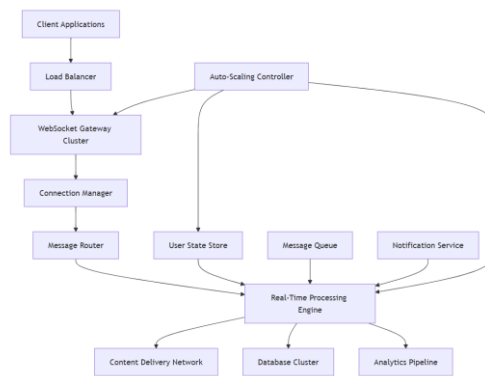 Client Applications
Load Balancer
Auto-Scaling Controller
WebSocket Gateway
Cluster
Connection Manager
Message Router
User State Store
Message Queue
Notification Service
Real-Time Processing
Engine
Content Delivery Network
Database Cluster
Analytics Pipeline